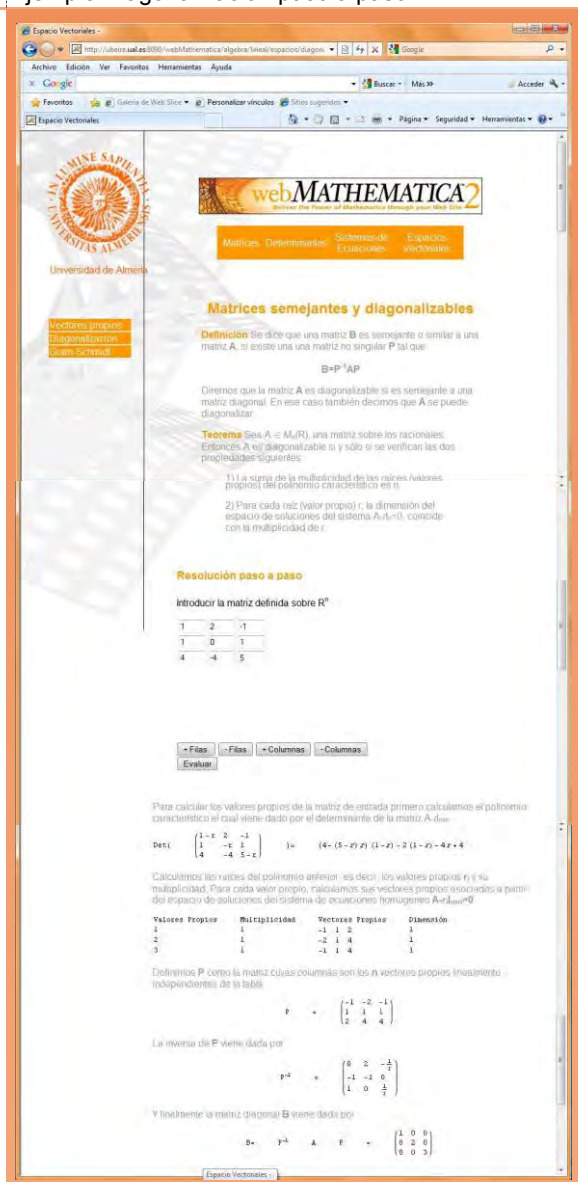 Espacio Vectoriales -
Archivo Edición Ver Favoritos Herramientas Ayuda
Google Buscar Más >> Acceder
Favoritos Galería de Web Slice Personalizar vínculos Sitios sugeridos
Espacio Vectoriales Página Seguridad Herramientas
webMATHEMATICA 2
Deliver the Power of Mathematica through your Web Site
Matrices Determinantes Sistemas de Ecuaciones Espacios Vectoriales
Universidad de Almería
Vectores propios
Diagonalización
Gram-Schmidt
Matrices semejantes y diagonalizables
Definición Se dice que una matriz B es semejante o similar a una
matriz A, si existe una una matriz no singular P tal que
B=P⁻¹AP
Diremos que la matriz A es diagonalizable si es semejante a una
matriz diagonal. En ese caso también decimos que A se puede
diagonalizar
Teorema Sea A ∈ Mₙ(R), una matriz sobre los racionales.
Entonces A es diagonalizable si y sólo si se verifican las dos
propiedades siguientes
1) La suma de la multiplicidad de las raíces (valores
propios) del polinomio característico es n.
2) Para cada raíz (valor propio) r, la dimensión del
espacio de soluciones del sistema A-rIₙ=0, coincide
con la multiplicidad de r.
Resolución paso a paso
Introducir la matriz definida sobre Rⁿ
1 2 -1
1 0 1
4 -4 5
+Filas -Filas +Columnas -Columnas
Evaluar
Para calcular los valores propios de la matriz de entrada primero calculamos el polinomio
característico el cual viene dado por el determinante de la matriz
1-r 2 -1
Det( 1 -r 1 )= (4-(5-r) r) (1-r)-2 (1-r)-4 r+4
4 -4 5-r
Calculamos las raíces del polinomio anterior, es decir, los valores propios rᵢ y su
multiplicidad. Para cada valor propio, calculamos sus vectores propios asociados a partir
del espacio de soluciones del sistema de ecuaciones homogéneo
Valores Propios Multiplicidad Vectores Propios Dimensión
1 1 -1 1 2 1
2 1 -2 1 4 1
3 1 -1 1 4 1
Definimos P como la matriz cuyas columnas son los n vectores propios linealmente
independientes de la tabla
-1 -2 -1
P = 1 1 1
2 4 4
La inversa de P viene dada por
0 2 -1/2
P⁻¹ = -1 -1 0
1 0 1/2
Y finalmente la matriz diagonal B viene dada por
1 0 0
B= P⁻¹ A P = 0 2 0
0 0 3
Espacio Vectoriales -